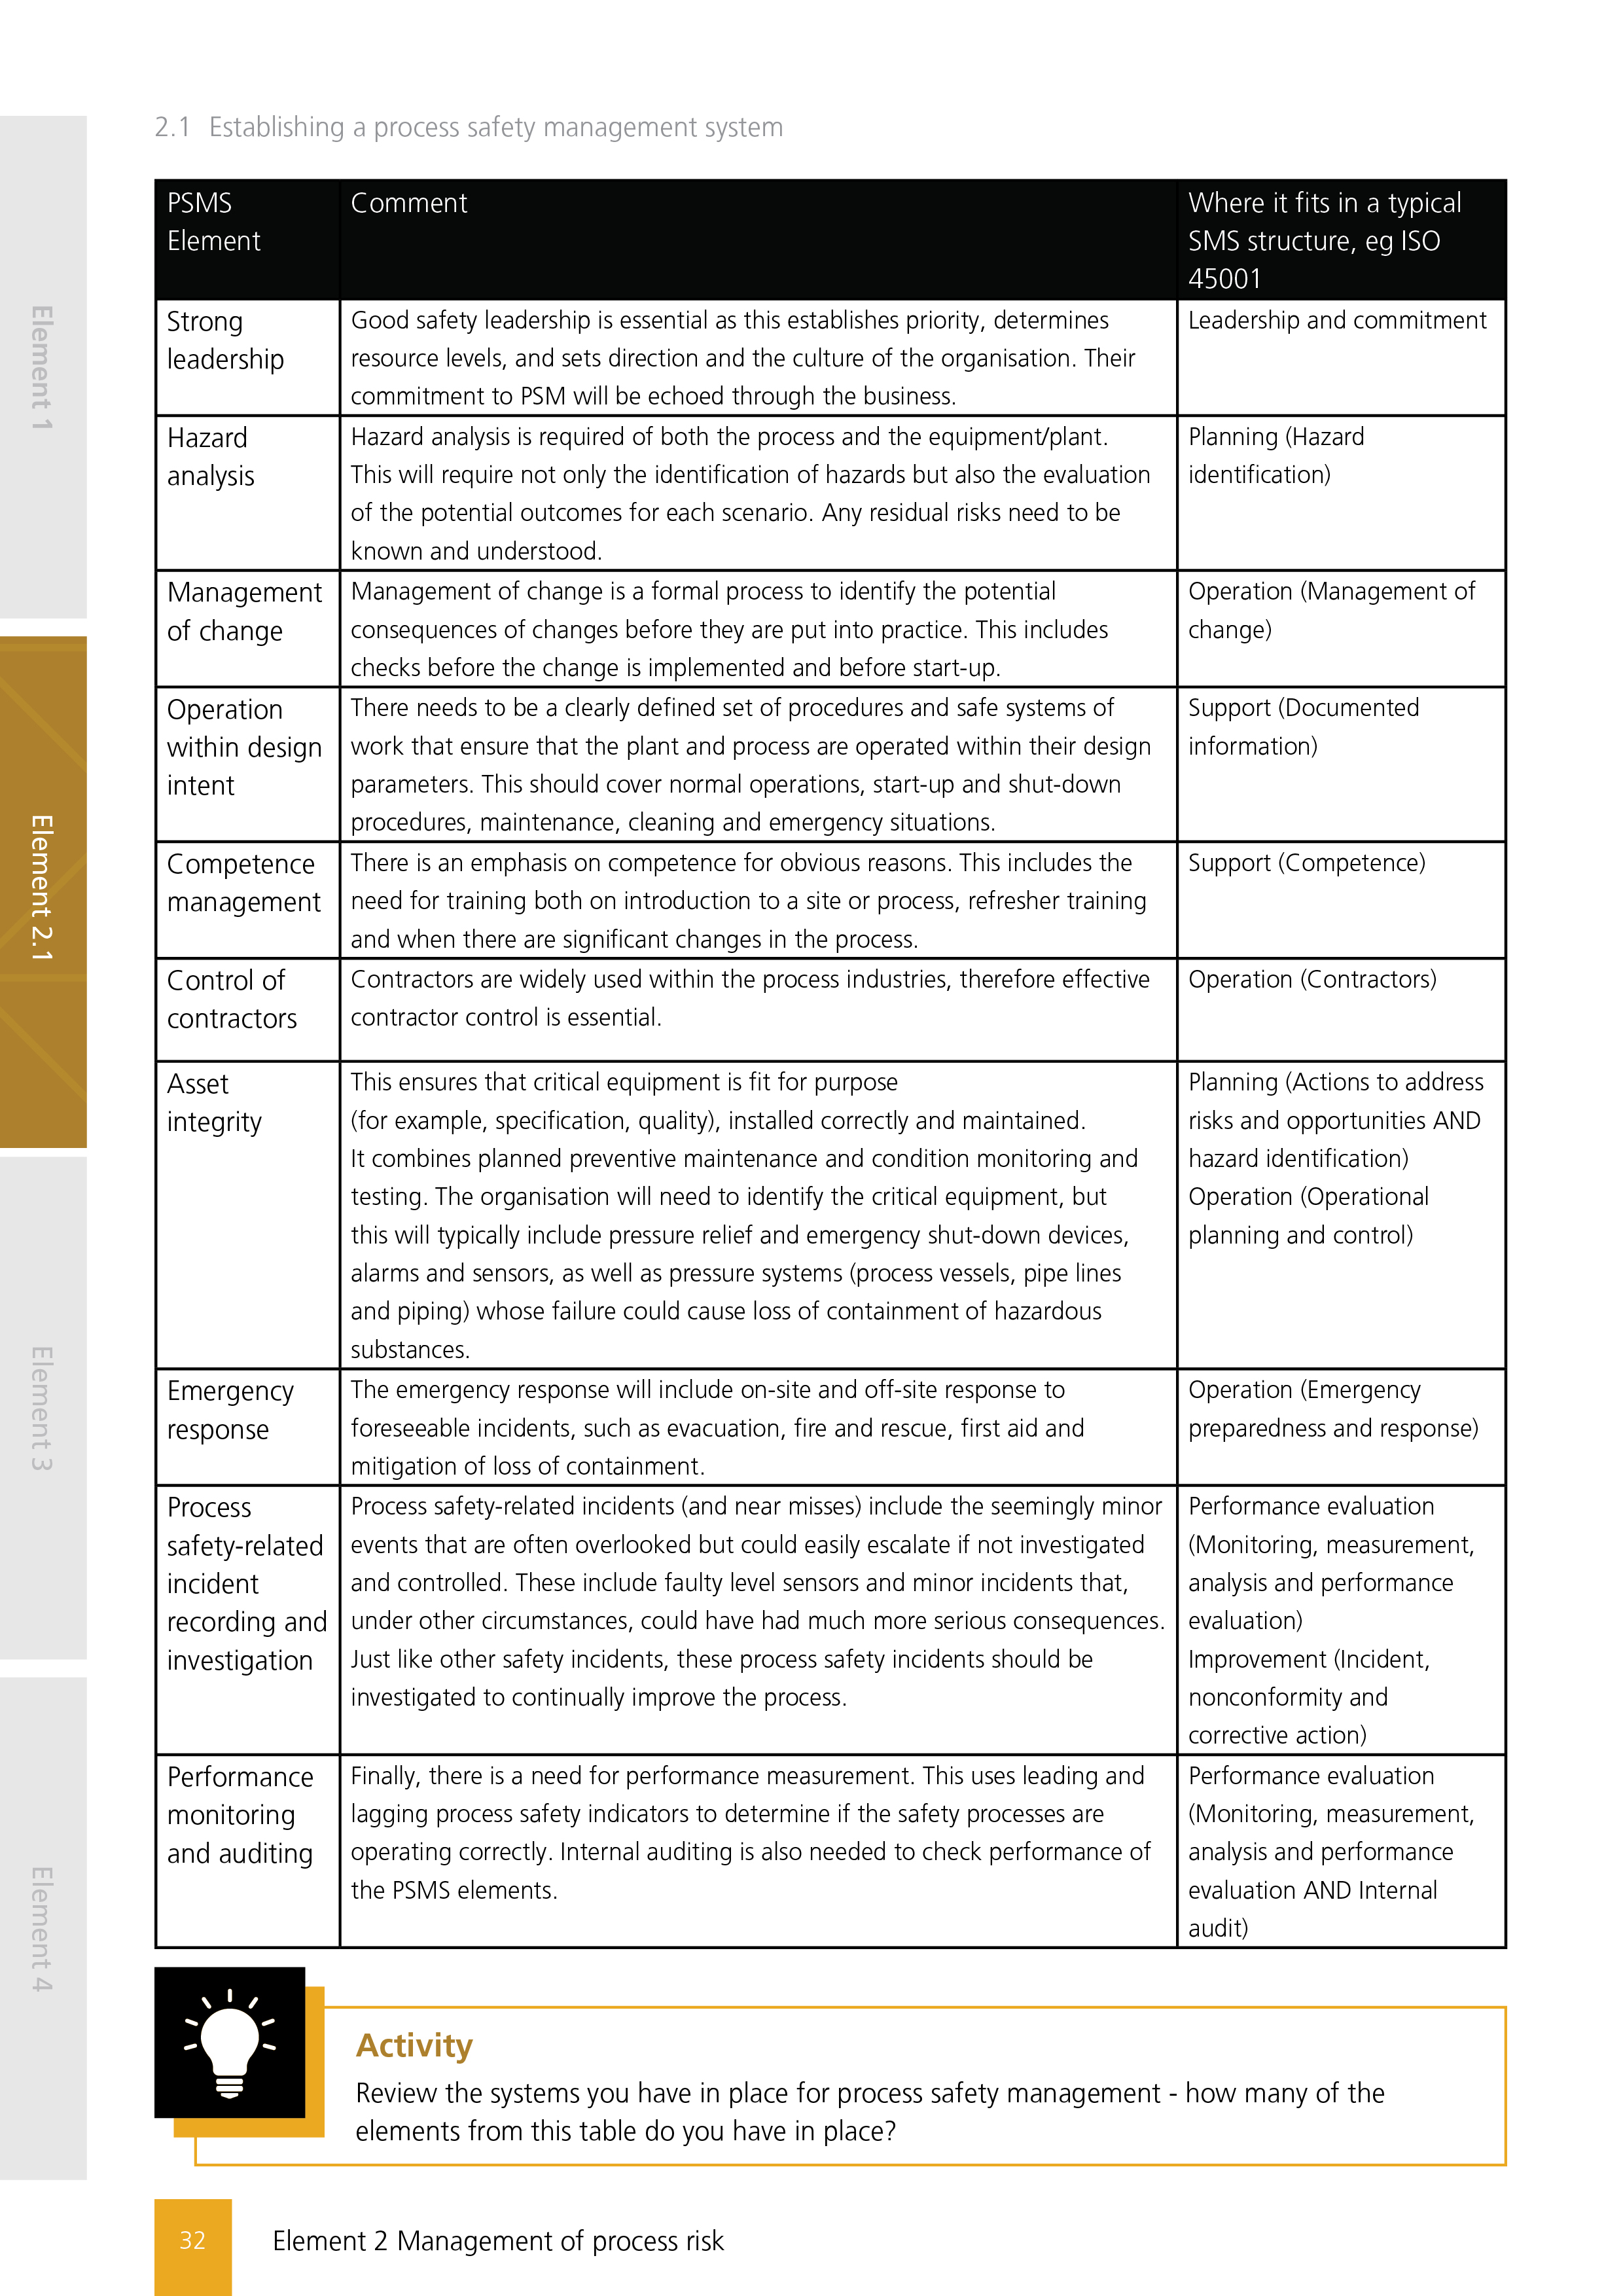 2.1 Establishing a process safety management system
PSMS
Element
Comment
Where it fits in a typical
SMS structure, eg ISO
45001
Strong
leadership
Good safety leadership is essential as this establishes priority, determines
resource levels, and sets direction and the culture of the organisation. Their
commitment to PSM will be echoed through the business.
Leadership and commitment
Hazard
analysis
Hazard analysis is required of both the process and the equipment/plant.
This will require not only the identification of hazards but also the evaluation
of the potential outcomes for each scenario. Any residual risks need to be
known and understood.
Planning (Hazard
identification)
Management
of change
Management of change is a formal process to identify the potential
consequences of changes before they are put into practice. This includes
checks before the change is implemented and before start-up.
Operation (Management of
change)
Operation
within design
intent
There needs to be a clearly defined set of procedures and safe systems of
work that ensure that the plant and process are operated within their design
parameters. This should cover normal operations, start-up and shut-down
procedures, maintenance, cleaning and emergency situations.
Support (Documented
information)
Competence
management
There is an emphasis on competence for obvious reasons. This includes the
need for training both on introduction to a site or process, refresher training
and when there are significant changes in the process.
Support (Competence)
Control of
contractors
Contractors are widely used within the process industries, therefore effective
contractor control is essential.
Operation (Contractors)
Asset
integrity
This ensures that critical equipment is fit for purpose
(for example, specification, quality), installed correctly and maintained.
It combines planned preventive maintenance and condition monitoring and
testing. The organisation will need to identify the critical equipment, but
this will typically include pressure relief and emergency shut-down devices,
alarms and sensors, as well as pressure systems (process vessels, pipe lines
and piping) whose failure could cause loss of containment of hazardous
substances.
Planning (Actions to address
risks and opportunities AND
hazard identification)
Operation (Operational
planning and control)
Emergency
response
The emergency response will include on-site and off-site response to
foreseeable incidents, such as evacuation, fire and rescue, first aid and
mitigation of loss of containment.
Operation (Emergency
preparedness and response)
Process
safety-related
incident
recording and
investigation
Process safety-related incidents (and near misses) include the seemingly minor
events that are often overlooked but could easily escalate if not investigated
and controlled. These include faulty level sensors and minor incidents that,
under other circumstances, could have had much more serious consequences.
Just like other safety incidents, these process safety incidents should be
investigated to continually improve the process.
Performance evaluation
(Monitoring, measurement,
analysis and performance
evaluation)
Improvement (Incident,
nonconformity and
corrective action)
Performance
monitoring
and auditing
Finally, there is a need for performance measurement. This uses leading and
lagging process safety indicators to determine if the safety processes are
operating correctly. Internal auditing is also needed to check performance of
the PSMS elements.
Performance evaluation
(Monitoring, measurement,
analysis and performance
evaluation AND Internal
audit)
Activity
Review the systems you have in place for process safety management - how many of the
elements from this table do you have in place?
32
Element 2 Management of process risk
Element 1
Element 2.1
Element 3
Element 4